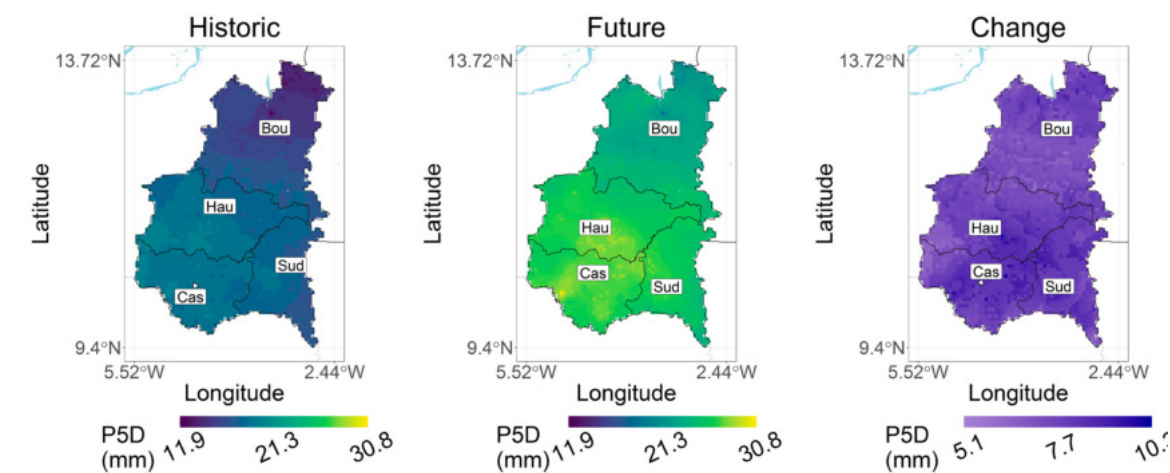 Historic
13.72°N
Bou
Hau
Sud
Cas
9.4°N
5.52°W
2.44°W
Latitude
Longitude
P5D
(mm)
11.9
21.3
30.8
Future
13.72°N
Bou
Hau
Cas
Sud
9.4°N
5.52°W
2.44°W
Latitude
Longitude
P5D
(mm)
11.9
21.3
30.8
Change
13.72°N
Bou
Hau
Cas
Sud
9.4°N
5.52°W
2.44°W
Latitude
Longitude
P5D
(mm)
5.1
7.7